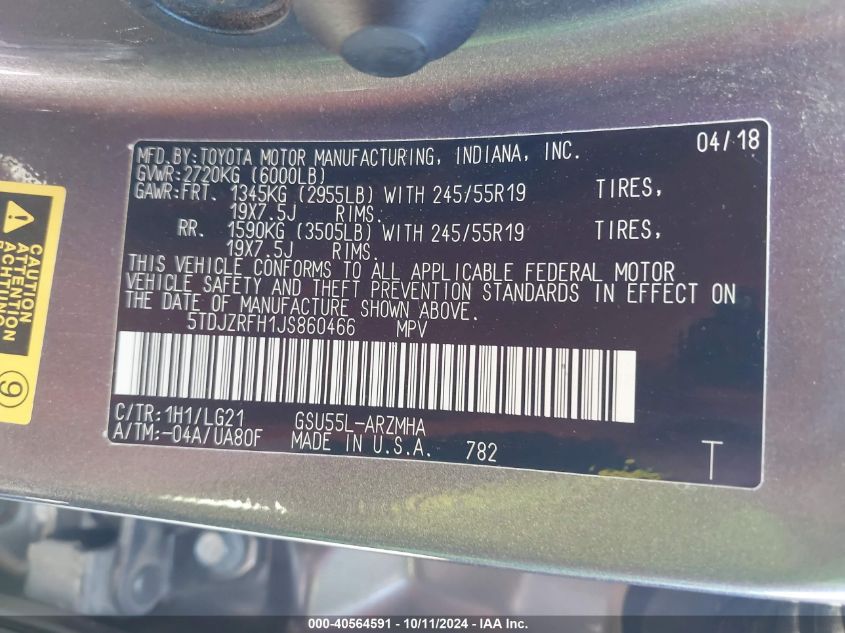 MFD.BY:TOYOTA MOTOR MANUFACTURING, INDIANA, INC. 04/18
GVWR:2720KG (6000LB)
GAWR:FRT. 1345KG (2955LB) WITH 245/55R19 TIRES,
19X7.5J RIMS.
RR. 1590KG (3505LB) WITH 245/55R19 TIRES,
19X7.5J RIMS.
THIS VEHICLE CONFORMS TO ALL APPLICABLE FEDERAL MOTOR
VEHICLE SAFETY AND THEFT PREVENTION STANDARDS IN EFFECT ON
THE DATE OF MANUFACTURE SHOWN ABOVE.
5TDJZRFH1JS860466 MPV
C/TR:1H1/LG21 GSU55L-ARZMHA
A/TM:-04A/UA80F MADE IN U.S.A. 782
T
CAUTION
ATTENTION
ACHTUNG
9
000-40564591 - 10/11/2024 - IAA Inc.